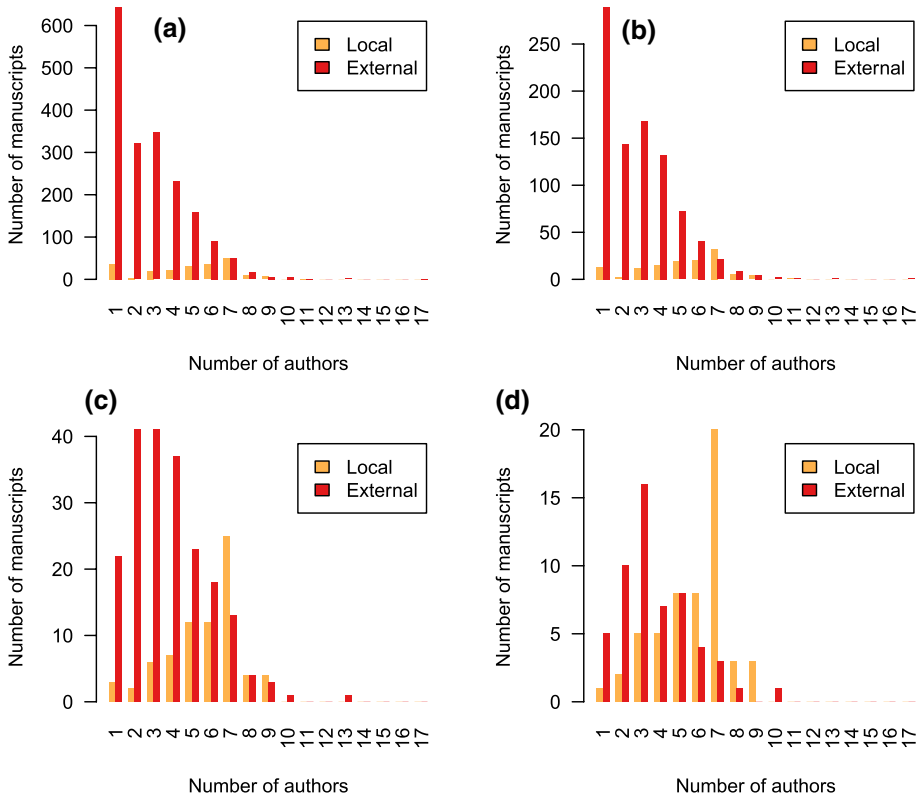 (a)
Local
External
Number of manuscripts
600
500
400
300
200
100
0
1 2 3 4 5 6 7 8 9 10 11 12 13 14 15 16 17
Number of authors
(b)
Local
External
Number of manuscripts
250
200
150
100
50
0
1 2 3 4 5 6 7 8 9 10 11 12 13 14 15 16 17
Number of authors
(c)
Local
External
Number of manuscripts
40
30
20
10
0
1 2 3 4 5 6 7 8 9 10 11 12 13 14 15 16 17
Number of authors
(d)
Local
External
Number of manuscripts
20
15
10
5
0
1 2 3 4 5 6 7 8 9 10 11 12 13 14 15 16 17
Number of authors